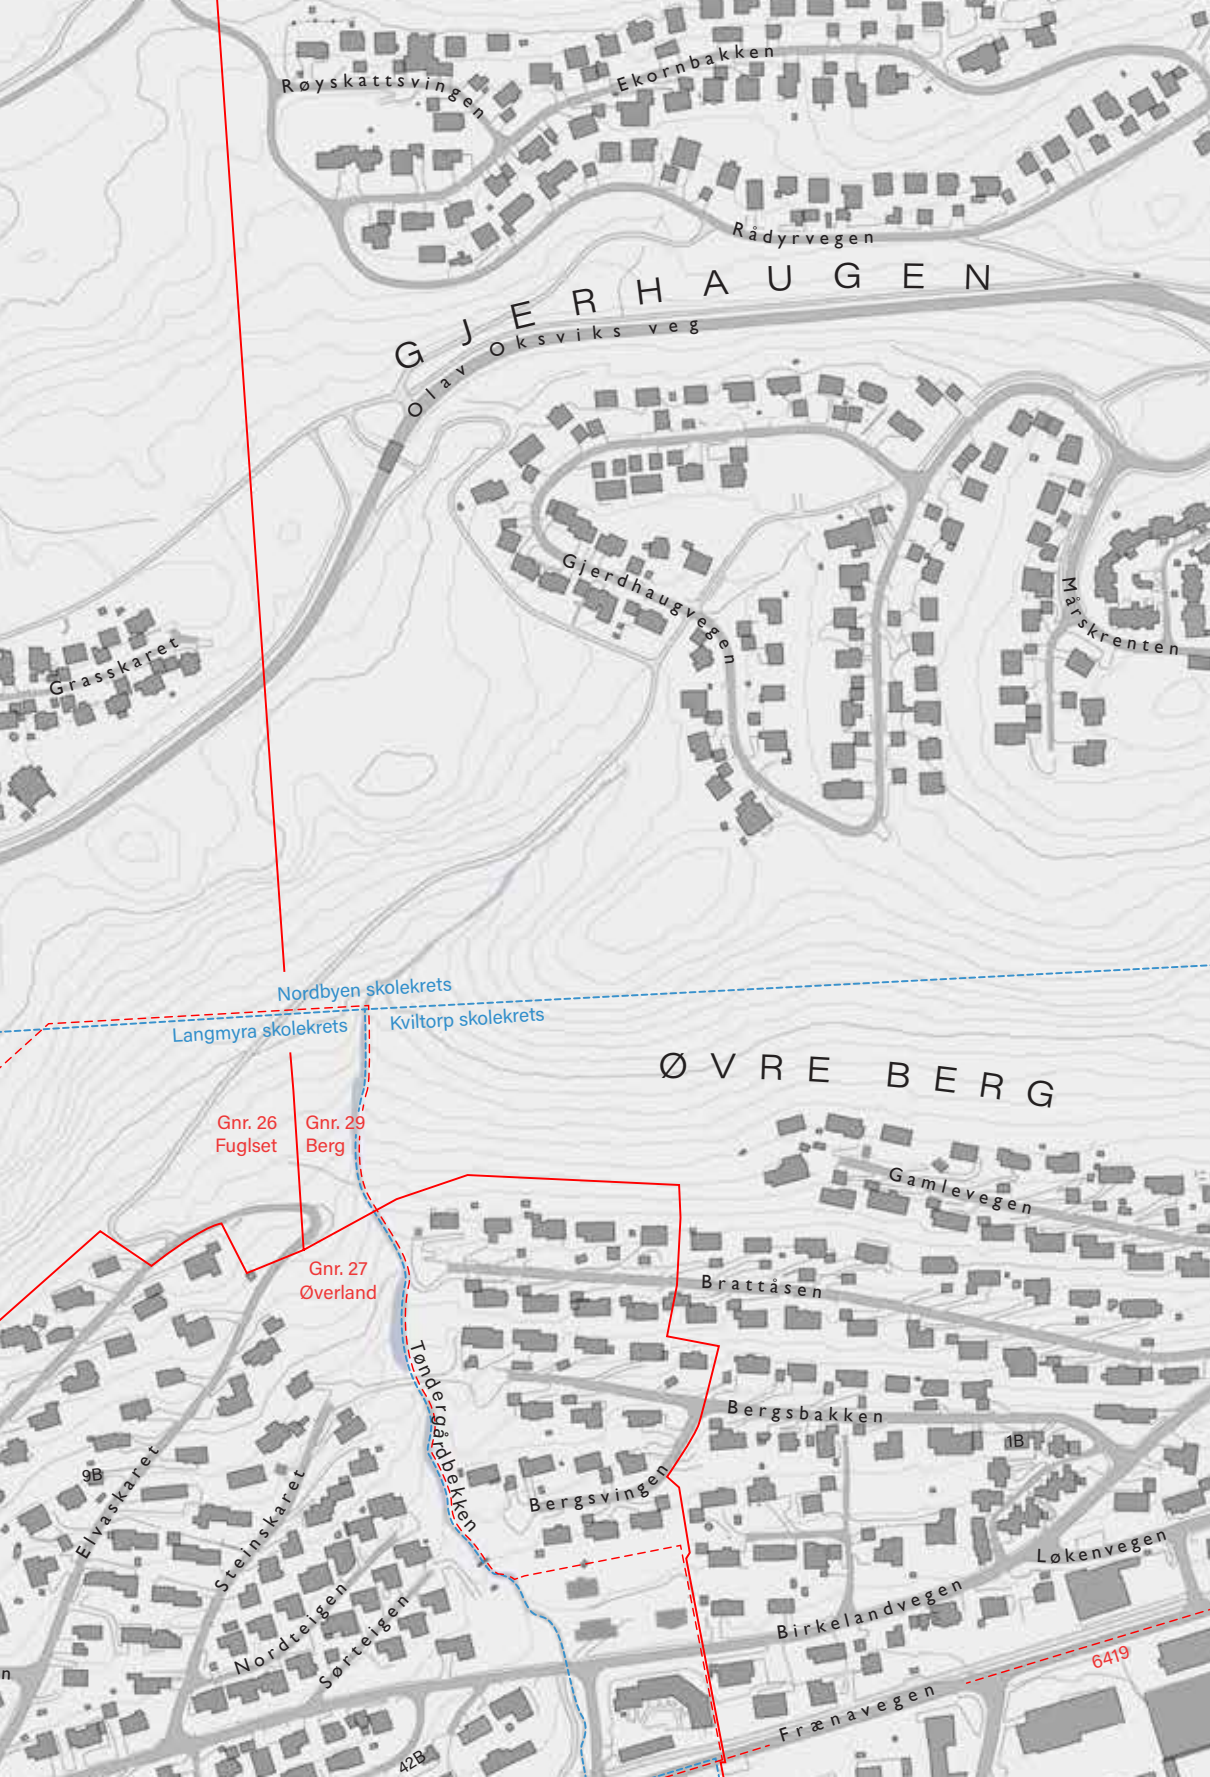 Røyskattsvingen
Ekornbakken
Rådyrvegen
GJERHAUGEN
Olav Oksviks veg
Gjerdhaugvegen
Mårskrenten
Grasskaret
Nordbyen skolekrets
Langmyra skolekrets
Kviltorp skolekrets
ØVRE BERG
Gnr. 26
Fuglset
Gnr. 29
Berg
Gamlevegen
Gnr. 27
Øverland
Brattåsen
Tøndergårdbekken
Bergsbakken
1B
9B
Elvaskaret
Steinskaret
Bergsvingen
Løkenvegen
Nordteigen
Sørteigen
Birkelandvegen
6419
n
Frænavegen
42B